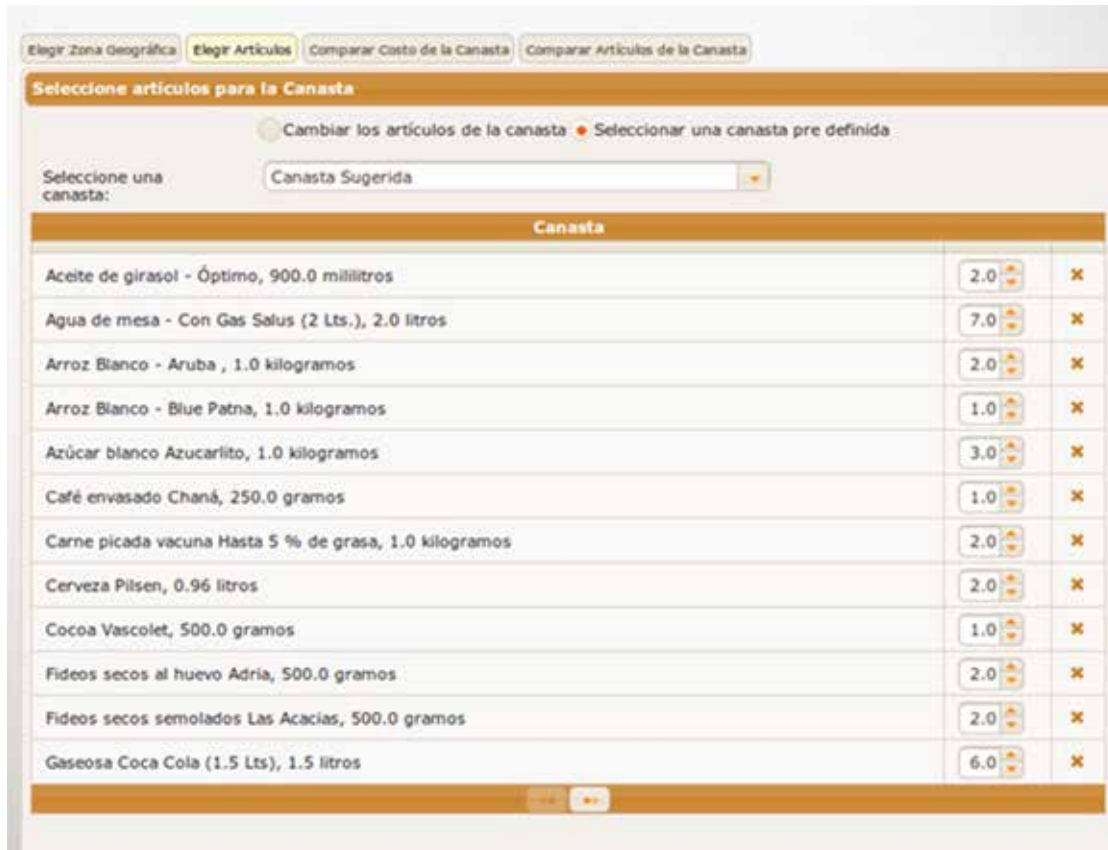 Elegir Zona Geográfica Elegir Artículos Comparar Costo de la Canasta Comparar Artículos de la Canasta
Seleccione artículos para la Canasta
Cambiar los artículos de la canasta Seleccionar una canasta pre definida
Seleccione una
canasta:
Canasta Sugerida
Canasta
Aceite de girasol - Óptimo, 900.0 mililitros 2.0
Agua de mesa - Con Gas Salus (2 Lts.), 2.0 litros 7.0
Arroz Blanco - Aruba , 1.0 kilogramos 2.0
Arroz Blanco - Blue Patna, 1.0 kilogramos 1.0
Azúcar blanco Azucarlito, 1.0 kilogramos 3.0
Café envasado Chaná, 250.0 gramos 1.0
Carne picada vacuna Hasta 5 % de grasa, 1.0 kilogramos 2.0
Cerveza Pilsen, 0.96 litros 2.0
Cocoa Vascolet, 500.0 gramos 1.0
Fideos secos al huevo Adria, 500.0 gramos 2.0
Fideos secos semolados Las Acacias, 500.0 gramos 2.0
Gaseosa Coca Cola (1.5 Lts), 1.5 litros 6.0